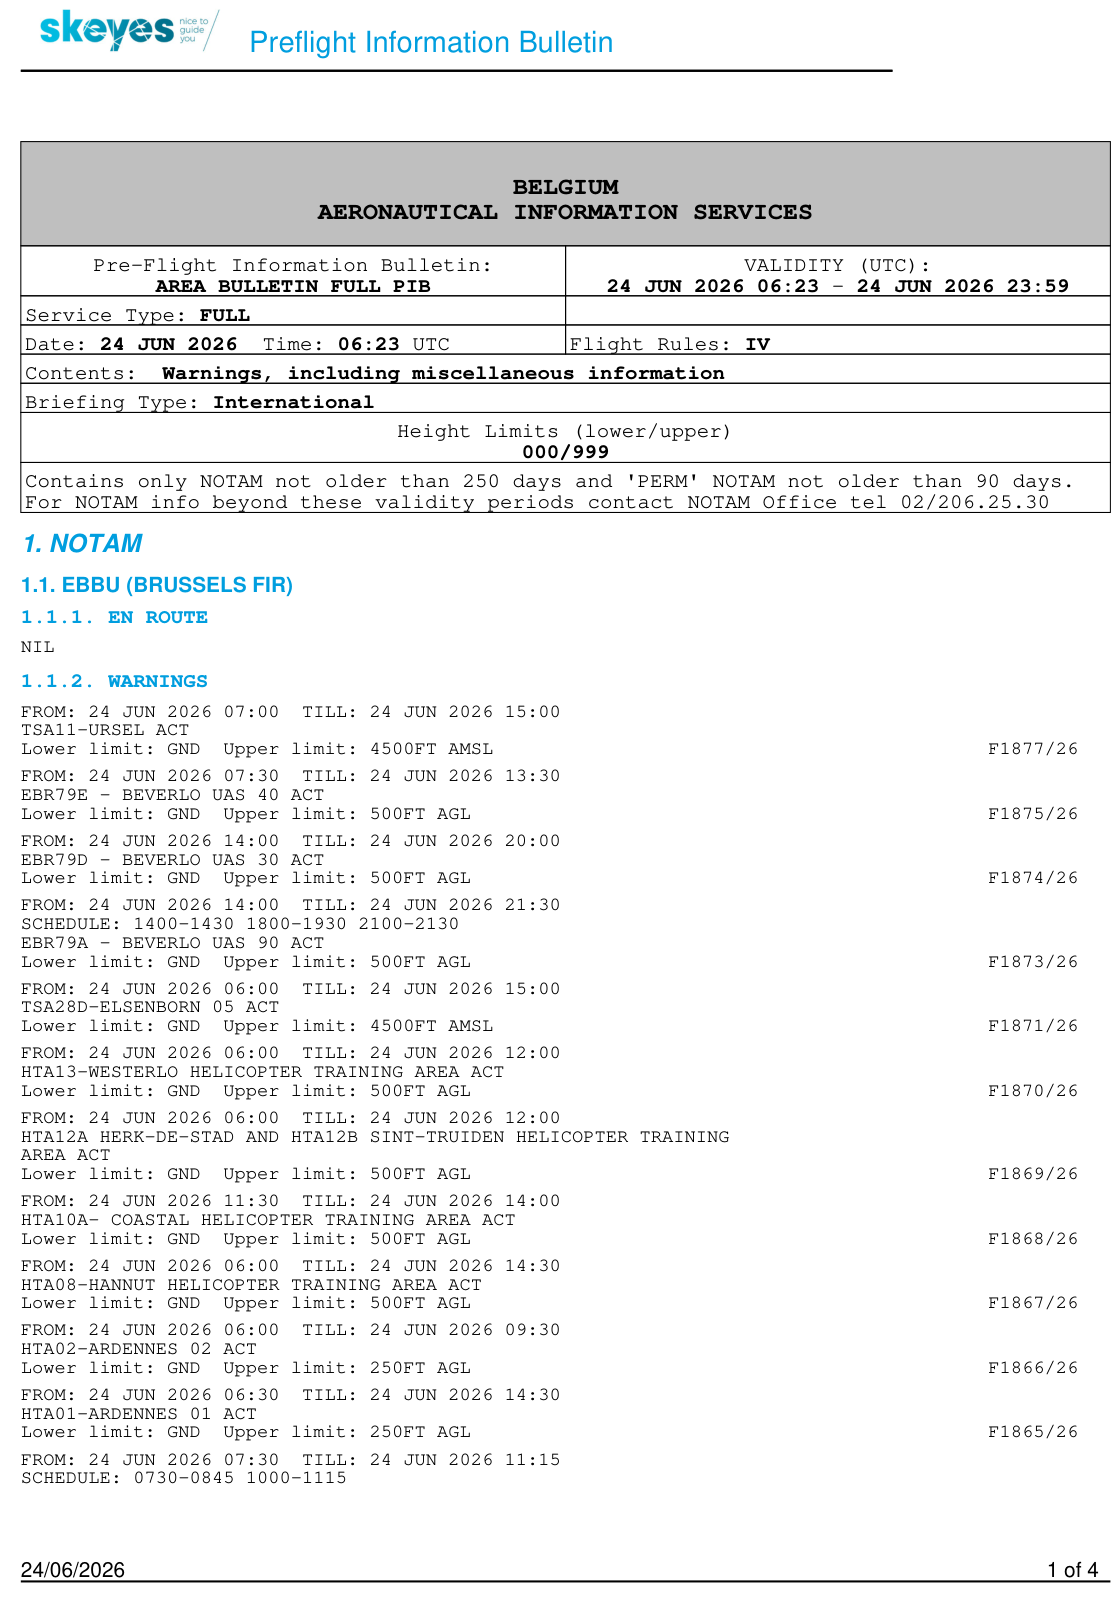 skeyes nice to guide you
Preflight Information Bulletin
BELGIUM
AERONAUTICAL INFORMATION SERVICES
Pre-Flight Information Bulletin: VALIDITY (UTC):
AREA BULLETIN FULL PIB 24 JUN 2026 06:23 - 24 JUN 2026 23:59
Service Type: FULL
Date: 24 JUN 2026 Time: 06:23 UTC Flight Rules: IV
Contents: Warnings, including miscellaneous information
Briefing Type: International
Height Limits (lower/upper)
000/999
Contains only NOTAM not older than 250 days and 'PERM' NOTAM not older than 90 days.
For NOTAM info beyond these validity periods contact NOTAM Office tel 02/206.25.30
1. NOTAM
1.1. EBBU (BRUSSELS FIR)
1.1.1. EN ROUTE
NIL
1.1.2. WARNINGS
FROM: 24 JUN 2026 07:00 TILL: 24 JUN 2026 15:00
TSA11-URSEL ACT
Lower limit: GND Upper limit: 4500FT AMSL F1877/26
FROM: 24 JUN 2026 07:30 TILL: 24 JUN 2026 13:30
EBR79E - BEVERLO UAS 40 ACT
Lower limit: GND Upper limit: 500FT AGL F1875/26
FROM: 24 JUN 2026 14:00 TILL: 24 JUN 2026 20:00
EBR79D - BEVERLO UAS 30 ACT
Lower limit: GND Upper limit: 500FT AGL F1874/26
FROM: 24 JUN 2026 14:00 TILL: 24 JUN 2026 21:30
SCHEDULE: 1400-1430 1800-1930 2100-2130
EBR79A - BEVERLO UAS 90 ACT
Lower limit: GND Upper limit: 500FT AGL F1873/26
FROM: 24 JUN 2026 06:00 TILL: 24 JUN 2026 15:00
TSA28D-ELSENBORN 05 ACT
Lower limit: GND Upper limit: 4500FT AMSL F1871/26
FROM: 24 JUN 2026 06:00 TILL: 24 JUN 2026 12:00
HTA13-WESTERLO HELICOPTER TRAINING AREA ACT
Lower limit: GND Upper limit: 500FT AGL F1870/26
FROM: 24 JUN 2026 06:00 TILL: 24 JUN 2026 12:00
HTA12A HERK-DE-STAD AND HTA12B SINT-TRUIDEN HELICOPTER TRAINING
AREA ACT
Lower limit: GND Upper limit: 500FT AGL F1869/26
FROM: 24 JUN 2026 11:30 TILL: 24 JUN 2026 14:00
HTA10A- COASTAL HELICOPTER TRAINING AREA ACT
Lower limit: GND Upper limit: 500FT AGL F1868/26
FROM: 24 JUN 2026 06:00 TILL: 24 JUN 2026 14:30
HTA08-HANNUT HELICOPTER TRAINING AREA ACT
Lower limit: GND Upper limit: 500FT AGL F1867/26
FROM: 24 JUN 2026 06:00 TILL: 24 JUN 2026 09:30
HTA02-ARDENNES 02 ACT
Lower limit: GND Upper limit: 250FT AGL F1866/26
FROM: 24 JUN 2026 06:30 TILL: 24 JUN 2026 14:30
HTA01-ARDENNES 01 ACT
Lower limit: GND Upper limit: 250FT AGL F1865/26
FROM: 24 JUN 2026 07:30 TILL: 24 JUN 2026 11:15
SCHEDULE: 0730-0845 1000-1115
24/06/2026 1 of 4